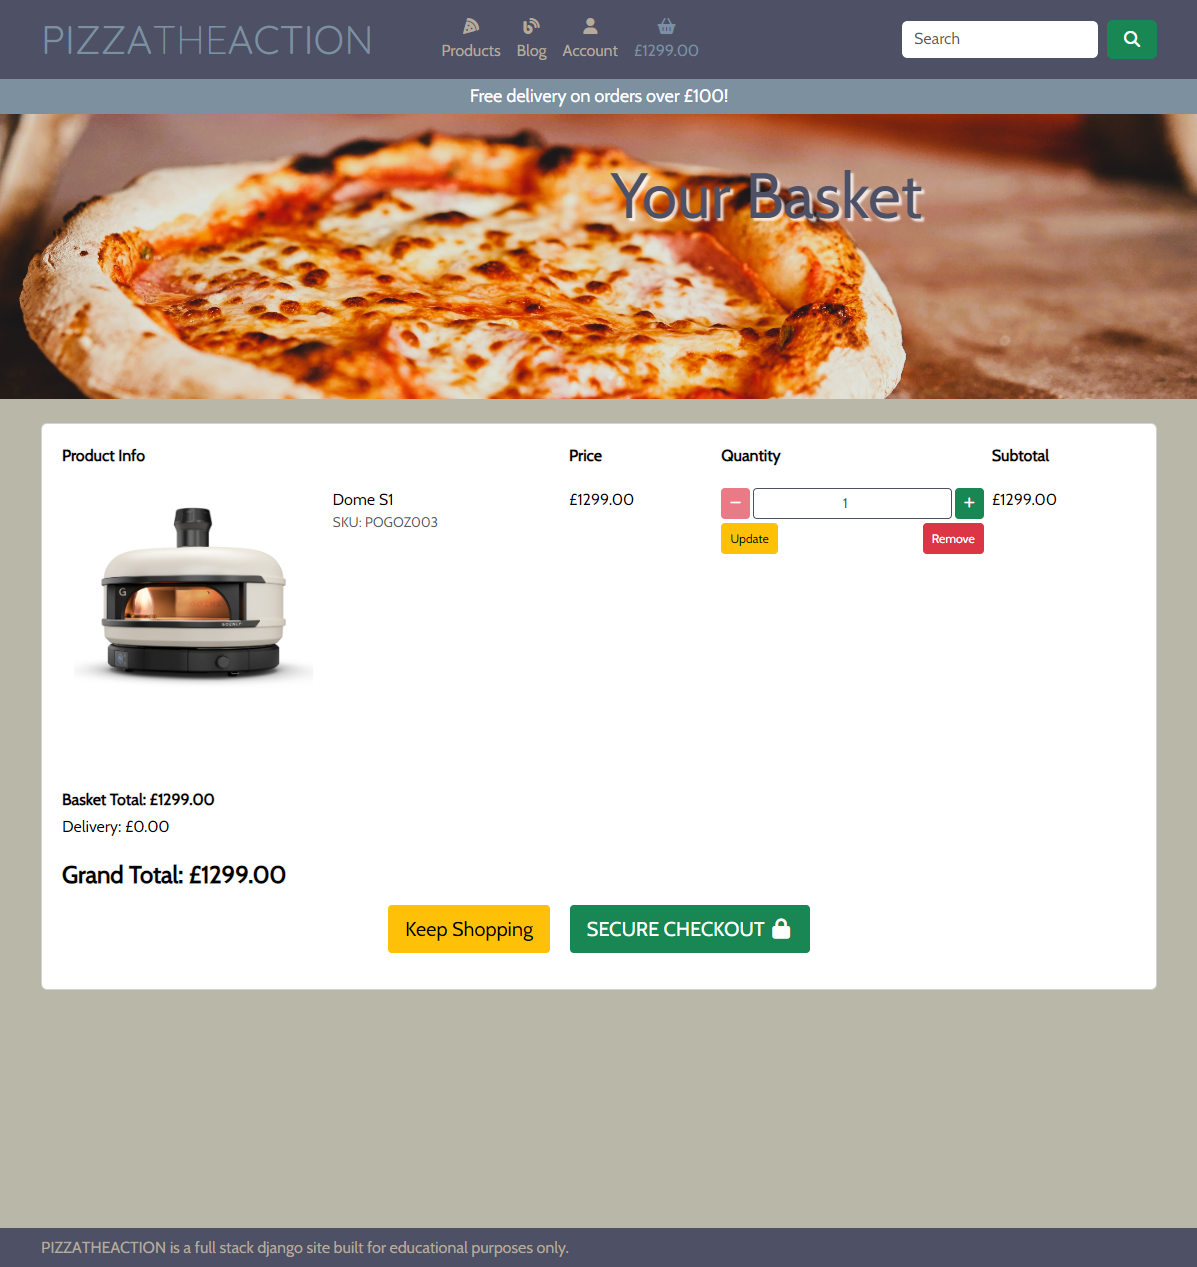 PIZZATHEACTION
Products Blog Account £1299.00
Search
Free delivery on orders over £100!
Your Basket
Product Info Price Quantity Subtotal
Dome S1 £1299.00 1 £1299.00
SKU: POGOZ003
Update Remove
G
GOZNEY
Basket Total: £1299.00
Delivery: £0.00
Grand Total: £1299.00
Keep Shopping SECURE CHECKOUT
PIZZATHEACTION is a full stack django site built for educational purposes only.